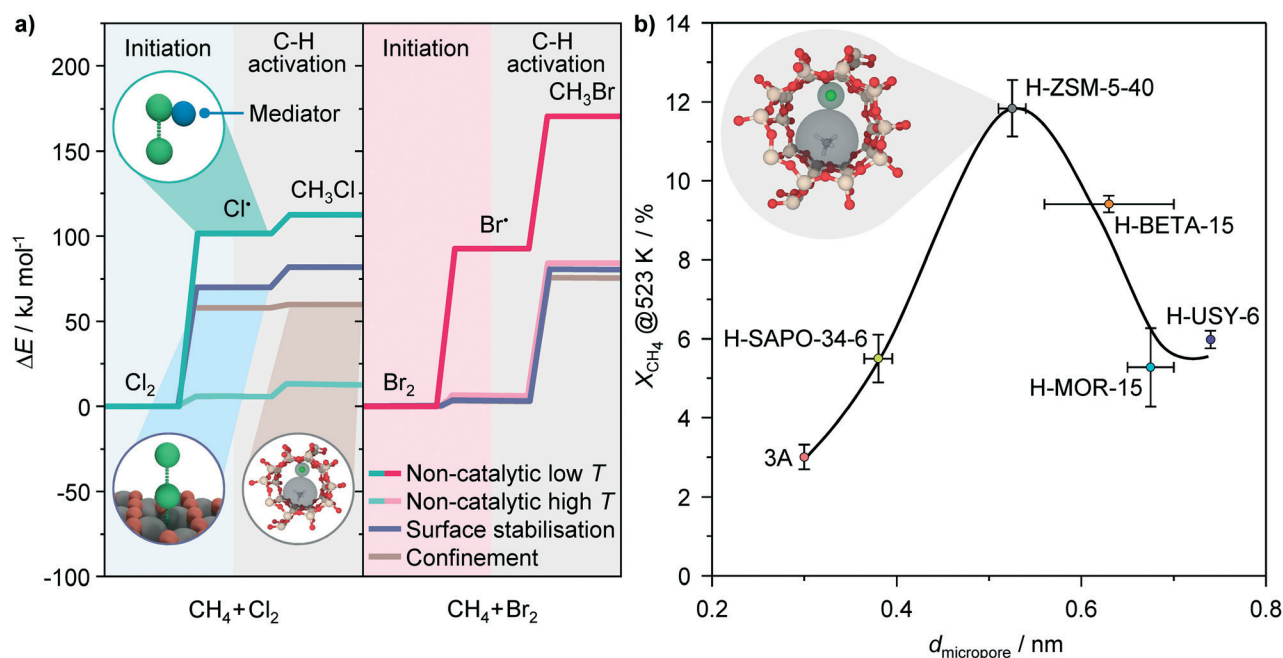 a)
Initiation
C-H
activation
Initiation
C-H
activation
200
150
100
50
0
-50
-100
ΔE / kJ mol⁻¹
Mediator
Cl•
CH₃Cl
Cl₂
CH₃Br
Br•
Br₂
Non-catalytic low T
Non-catalytic high T
Surface stabilisation
Confinement
CH₄+Cl₂
CH₄+Br₂
b)
14
12
10
8
6
4
2
0
X_CH₄ @523 K / %
H-ZSM-5-40
H-BETA-15
H-SAPO-34-6
H-USY-6
H-MOR-15
3A
0.2
0.4
0.6
0.8
d_micropore / nm